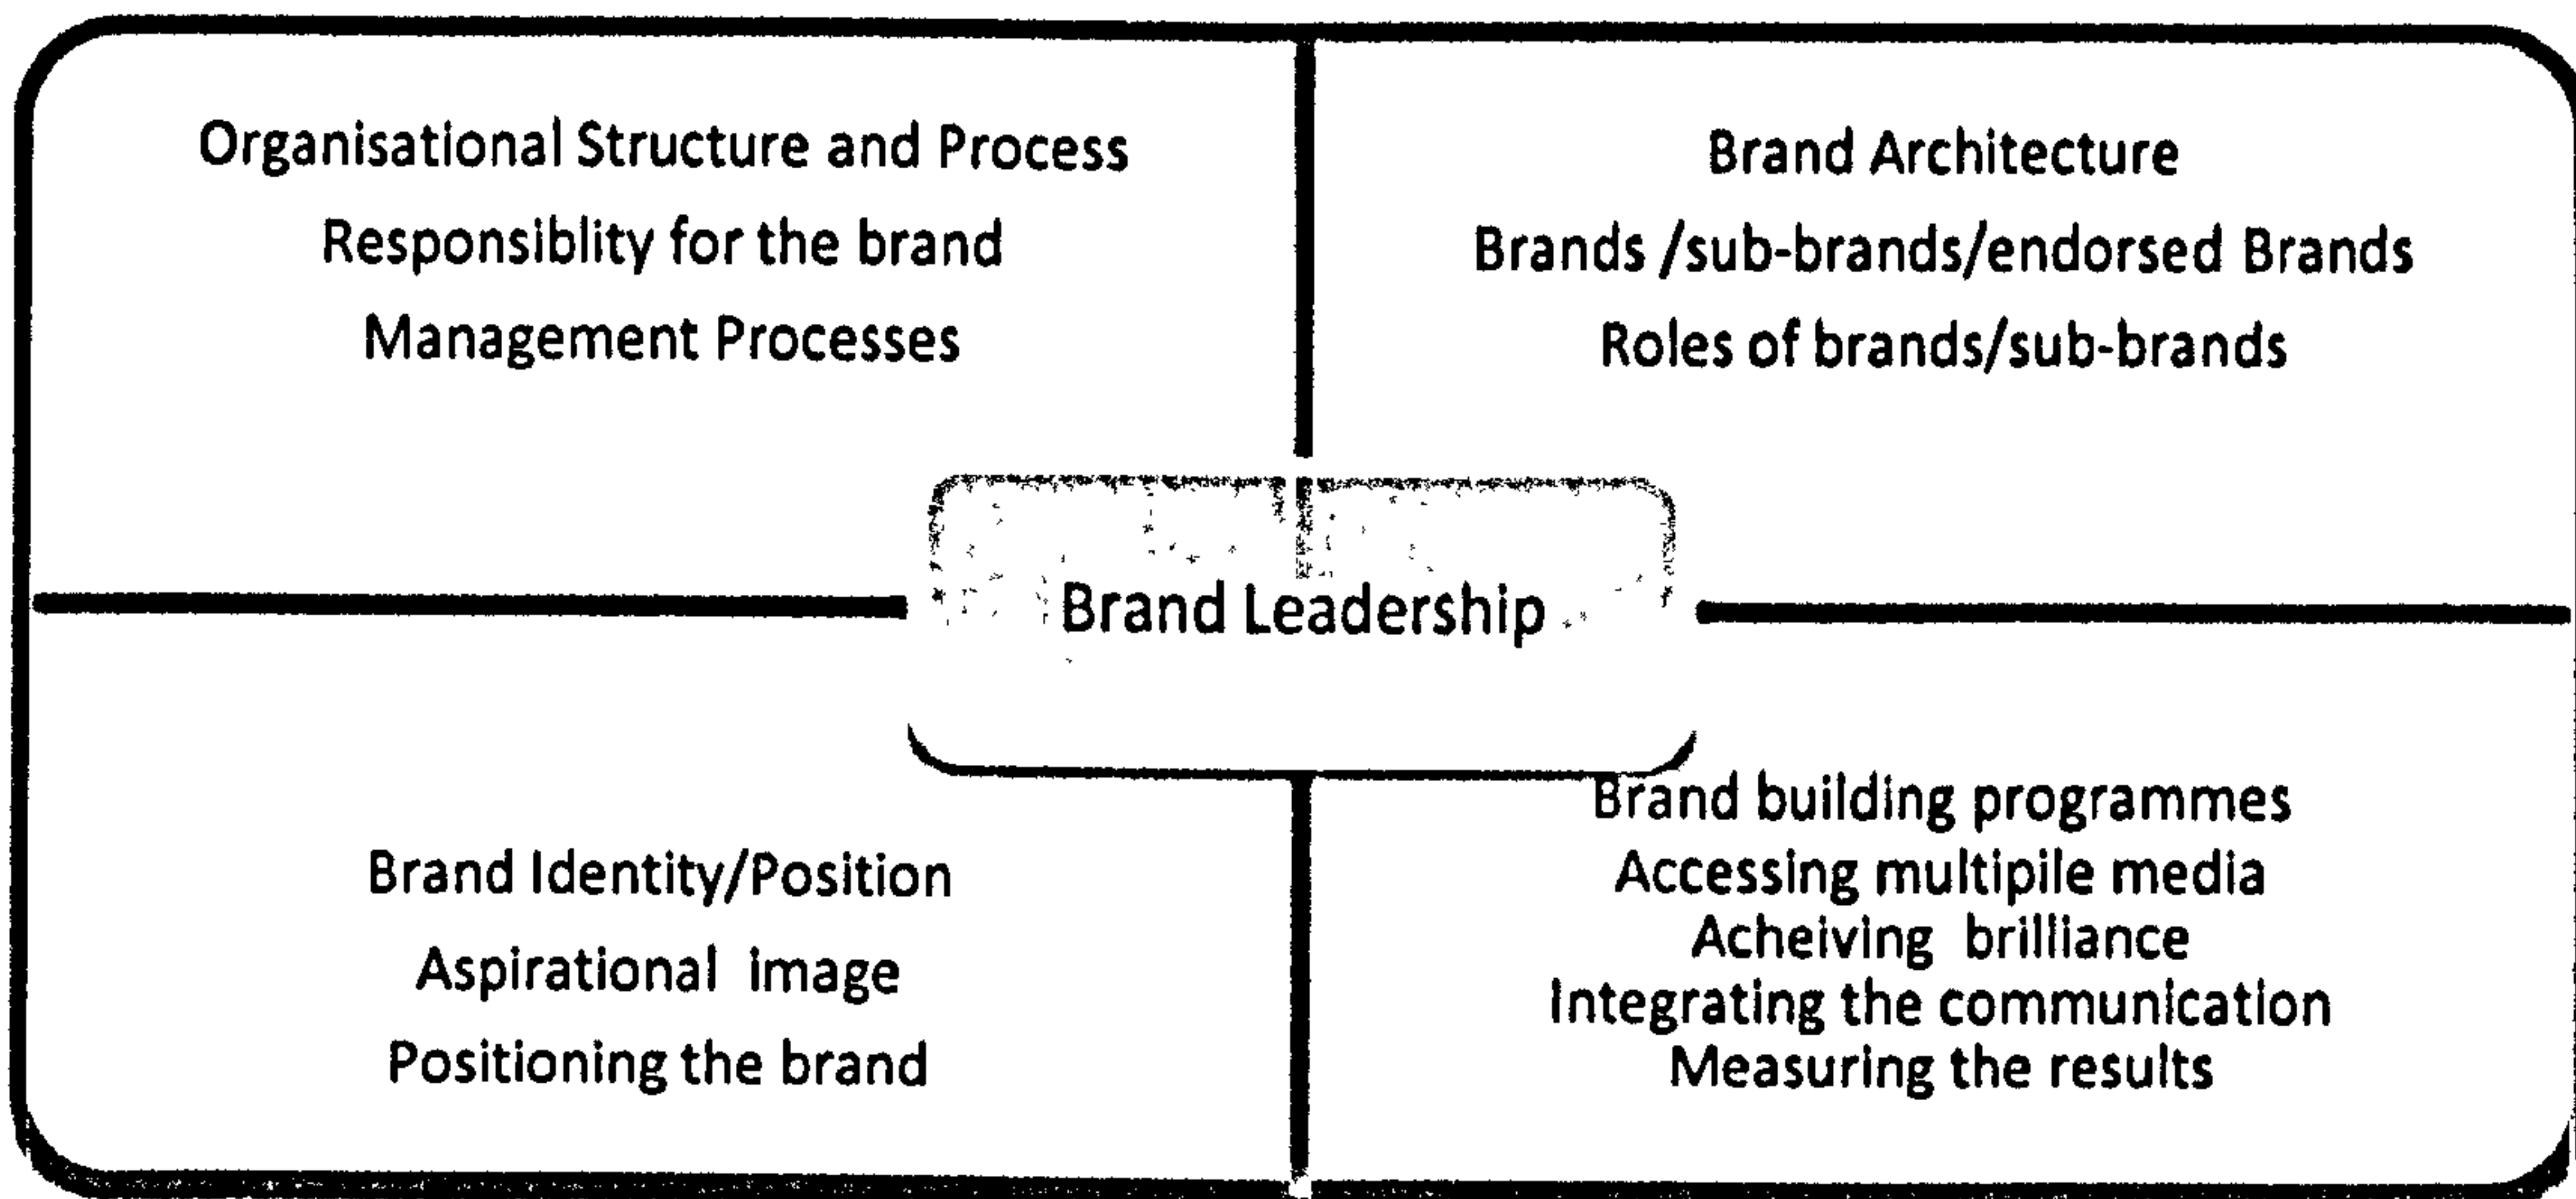 Organisational Structure and Process
Responsiblity for the brand
Management Processes
Brand Architecture
Brands /sub-brands/endorsed Brands
Roles of brands/sub-brands
Brand Leadership
Brand Identity/Position
Aspirational image
Positioning the brand
Brand building programmes
Accessing multipile media
Acheiving brilliance
Integrating the communication
Measuring the results